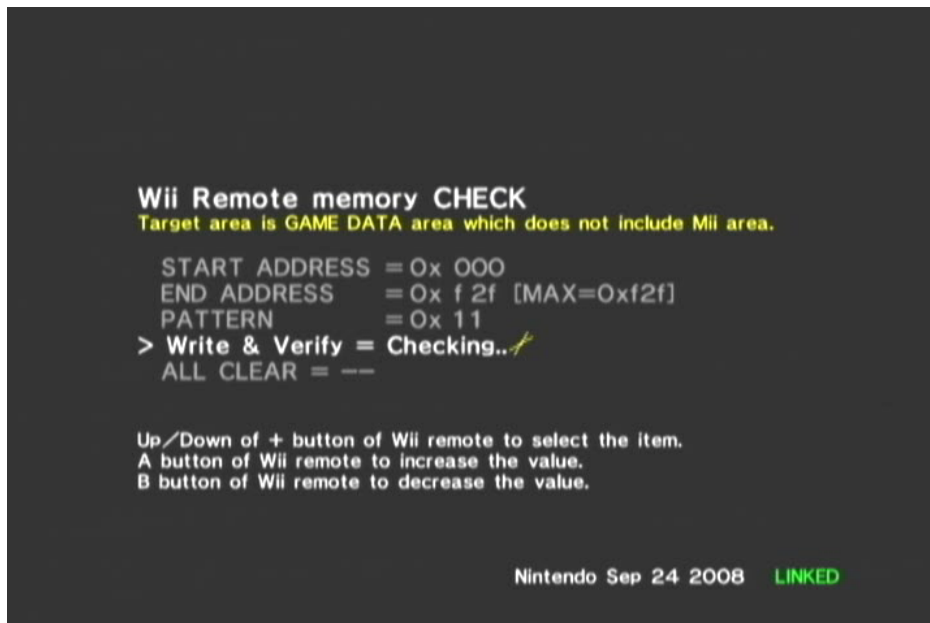 Wii Remote memory CHECK
Target area is GAME DATA area which does not include Mii area.
START ADDRESS = 0x 000
END ADDRESS = 0x f2f [MAX=0xf2f]
PATTERN = 0x 11
> Write & Verify = Checking..
ALL CLEAR = --
Up/Down of + button of Wii remote to select the item.
A button of Wii remote to increase the value.
B button of Wii remote to decrease the value.
Nintendo Sep 24 2008 LINKED